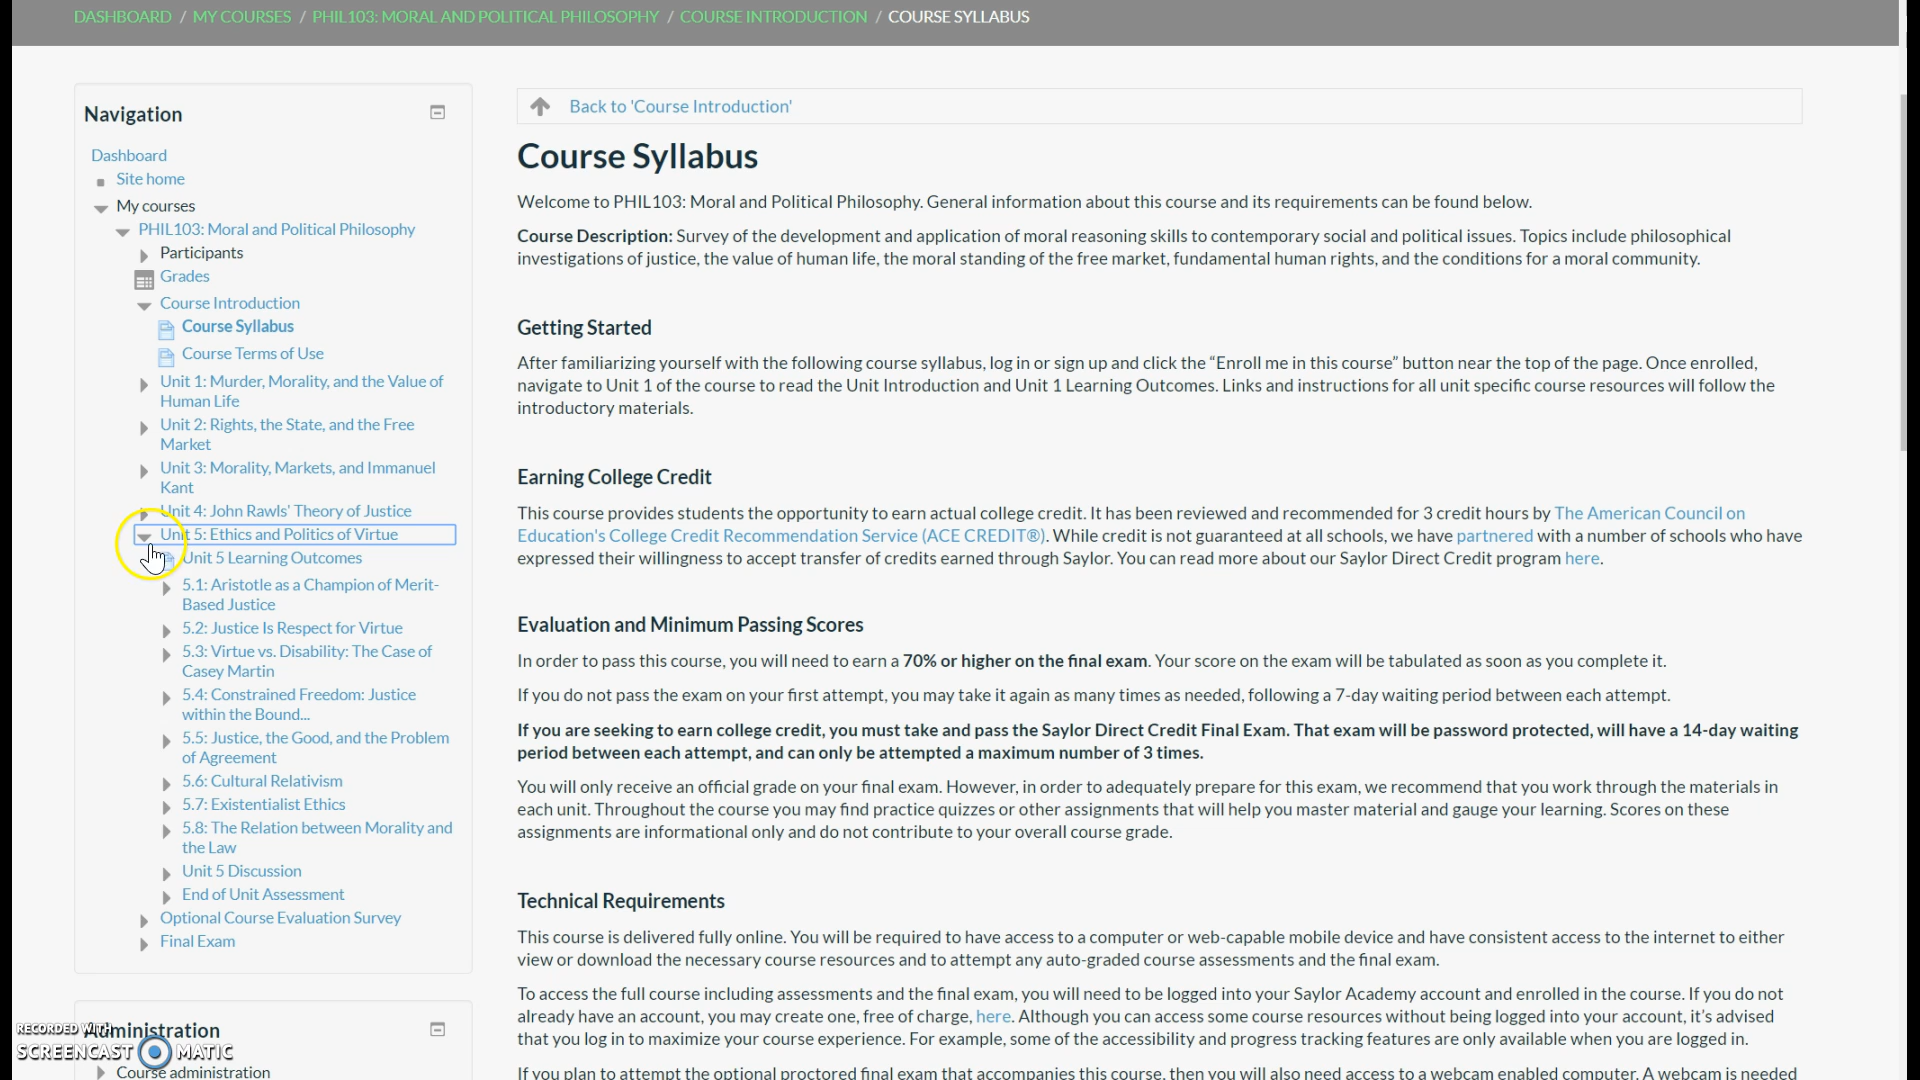 DASHBOARD / MY COURSES / PHIL103: MORAL AND POLITICAL PHILOSOPHY / COURSE INTRODUCTION / COURSE SYLLABUS
Navigation
Dashboard
Site home
My courses
PHIL103: Moral and Political Philosophy
Participants
Grades
Course Introduction
Course Syllabus
Course Terms of Use
Unit 1: Murder, Morality, and the Value of
Human Life
Unit 2: Rights, the State, and the Free
Market
Unit 3: Morality, Markets, and Immanuel
Kant
Unit 4: John Rawls' Theory of Justice
Unit 5: Ethics and Politics of Virtue
Unit 5 Learning Outcomes
5.1: Aristotle as a Champion of Merit-
Based Justice
5.2: Justice Is Respect for Virtue
5.3: Virtue vs. Disability: The Case of
Casey Martin
5.4: Constrained Freedom: Justice
within the Bound...
5.5: Justice, the Good, and the Problem
of Agreement
5.6: Cultural Relativism
5.7: Existentialist Ethics
5.8: The Relation between Morality and
the Law
Unit 5 Discussion
End of Unit Assessment
Optional Course Evaluation Survey
Final Exam
Administration
Course administration
RECORDED WITH
SCREENCAST MATIC
Back to 'Course Introduction'
Course Syllabus
Welcome to PHIL103: Moral and Political Philosophy. General information about this course and its requirements can be found below.
Course Description: Survey of the development and application of moral reasoning skills to contemporary social and political issues. Topics include philosophical
investigations of justice, the value of human life, the moral standing of the free market, fundamental human rights, and the conditions for a moral community.
Getting Started
After familiarizing yourself with the following course syllabus, log in or sign up and click the “Enroll me in this course” button near the top of the page. Once enrolled,
navigate to Unit 1 of the course to read the Unit Introduction and Unit 1 Learning Outcomes. Links and instructions for all unit specific course resources will follow the
introductory materials.
Earning College Credit
This course provides students the opportunity to earn actual college credit. It has been reviewed and recommended for 3 credit hours by The American Council on
Education's College Credit Recommendation Service (ACE CREDIT®). While credit is not guaranteed at all schools, we have partnered with a number of schools who have
expressed their willingness to accept transfer of credits earned through Saylor. You can read more about our Saylor Direct Credit program here.
Evaluation and Minimum Passing Scores
In order to pass this course, you will need to earn a 70% or higher on the final exam. Your score on the exam will be tabulated as soon as you complete it.
If you do not pass the exam on your first attempt, you may take it again as many times as needed, following a 7-day waiting period between each attempt.
If you are seeking to earn college credit, you must take and pass the Saylor Direct Credit Final Exam. That exam will be password protected, will have a 14-day waiting
period between each attempt, and can only be attempted a maximum number of 3 times.
You will only receive an official grade on your final exam. However, in order to adequately prepare for this exam, we recommend that you work through the materials in
each unit. Throughout the course you may find practice quizzes or other assignments that will help you master material and gauge your learning. Scores on these
assignments are informational only and do not contribute to your overall course grade.
Technical Requirements
This course is delivered fully online. You will be required to have access to a computer or web-capable mobile device and have consistent access to the internet to either
view or download the necessary course resources and to attempt any auto-graded course assessments and the final exam.
To access the full course including assessments and the final exam, you will need to be logged into your Saylor Academy account and enrolled in the course. If you do not
already have an account, you may create one, free of charge, here. Although you can access some course resources without being logged into your account, it’s advised
that you log in to maximize your course experience. For example, some of the accessibility and progress tracking features are only available when you are logged in.
If you plan to attempt the optional proctored final exam that accompanies this course, then you will also need access to a webcam enabled computer. A webcam is needed